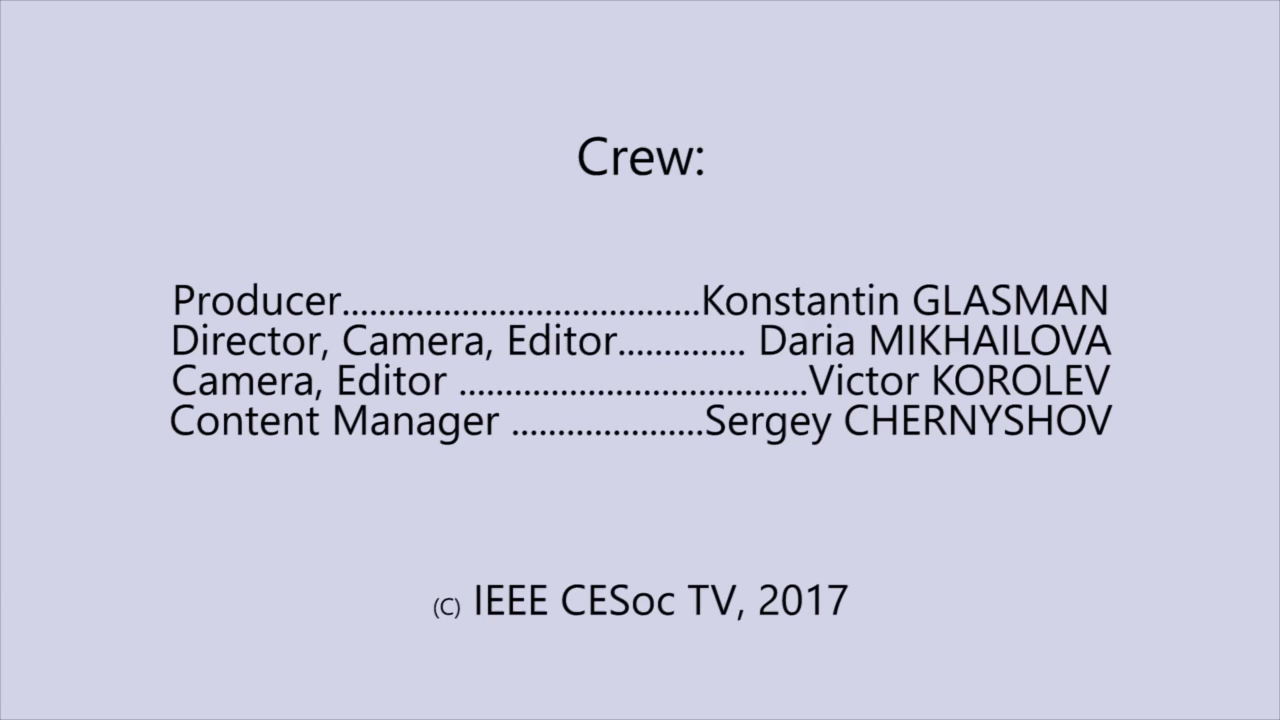 Crew:
Producer......................................Konstantin GLASMAN
Director, Camera, Editor.............. Daria MIKHAILOVA
Camera, Editor .....................................Victor KOROLEV
Content Manager .....................Sergey CHERNYSHOV
(C) IEEE CESoc TV, 2017